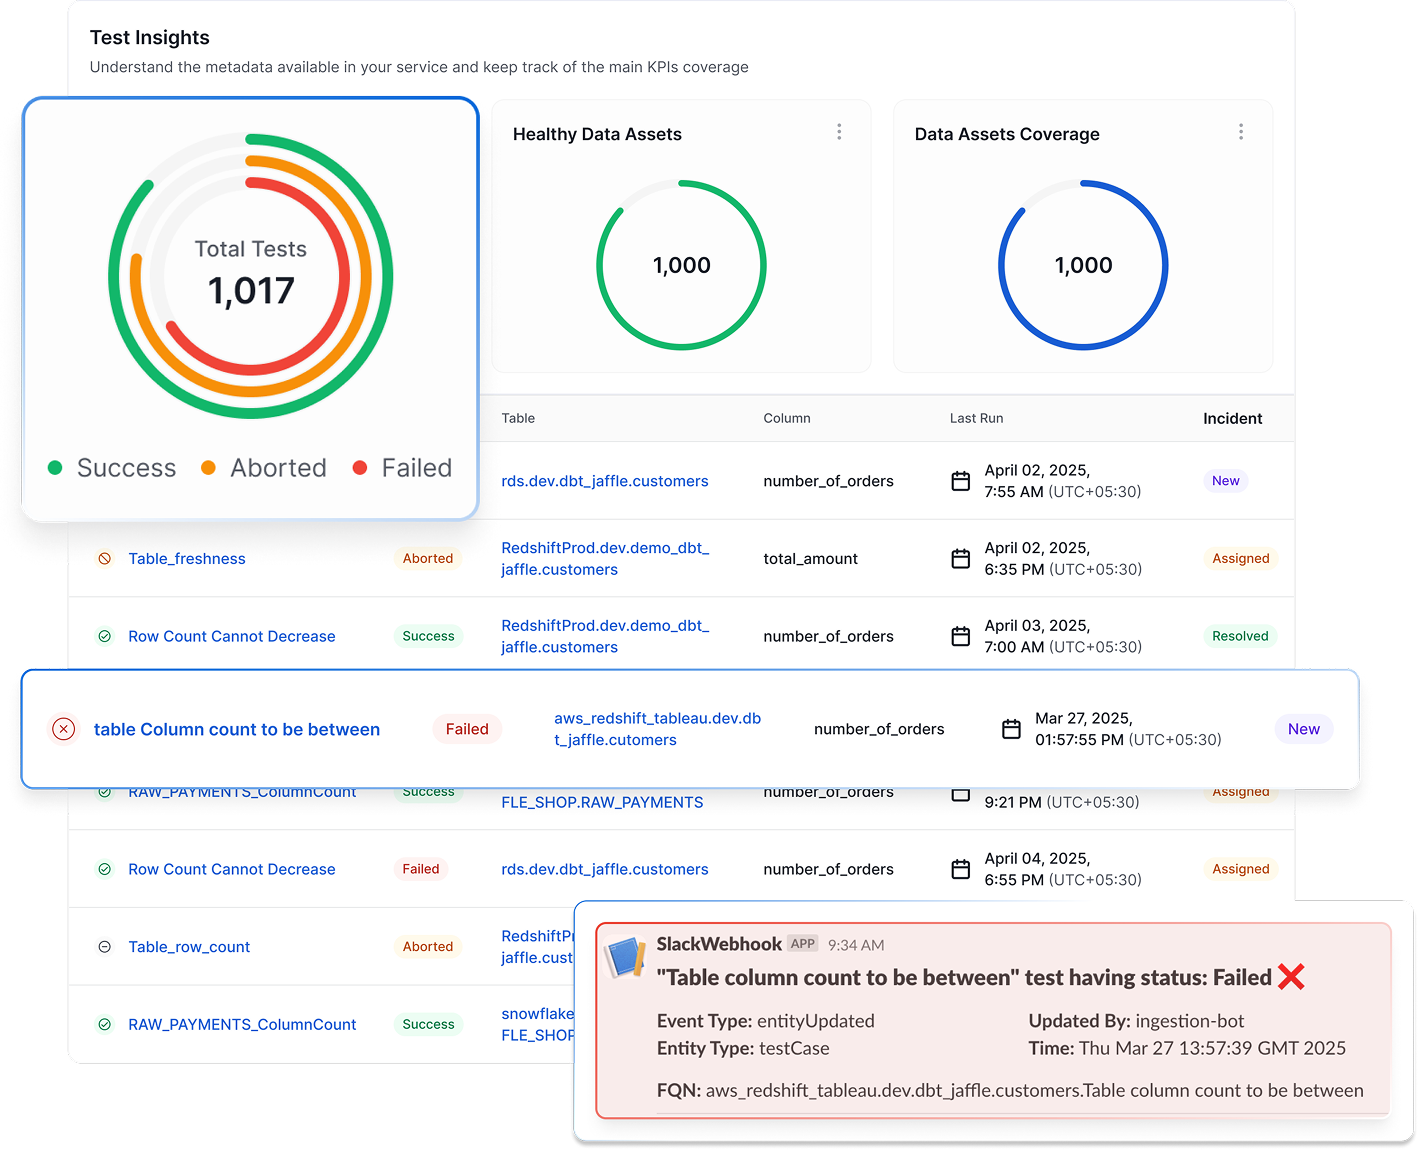 Test Insights
Understand the metadata available in your service and keep track of the main KPIs coverage
Total Tests
1,017
Success Aborted Failed
Healthy Data Assets
1,000
Data Assets Coverage
1,000
Table Column Last Run Incident
rds.dev.dbt_jaffle.customers number_of_orders April 02, 2025, New
7:55 AM (UTC+05:30)
Table_freshness Aborted RedshiftProd.dev.demo_dbt_ total_amount April 02, 2025, Assigned
jaffle.customers 6:35 PM (UTC+05:30)
Row Count Cannot Decrease Success RedshiftProd.dev.demo_dbt_ number_of_orders April 03, 2025, Resolved
jaffle.customers 7:00 AM (UTC+05:30)
table Column count to be between Failed aws_redshift_tableau.dev.db number_of_orders Mar 27, 2025, New
t_jaffle.cutomers 01:57:55 PM (UTC+05:30)
RAW_PAYMENTS_ColumnCount Success number_of_orders Assigned
FLE_SHOP.RAW_PAYMENTS 9:21 PM (UTC+05:30)
Row Count Cannot Decrease Failed rds.dev.dbt_jaffle.customers number_of_orders April 04, 2025, Assigned
6:55 PM (UTC+05:30)
Table_row_count Aborted RedshiftPr
jaffle.cust
RAW_PAYMENTS_ColumnCount Success snowflake
FLE_SHOP
SlackWebhook APP 9:34 AM
"Table column count to be between" test having status: Failed ❌
Event Type: entityUpdated Updated By: ingestion-bot
Entity Type: testCase Time: Thu Mar 27 13:57:39 GMT 2025
FQN: aws_redshift_tableau.dev.dbt_jaffle.customers.Table column count to be between